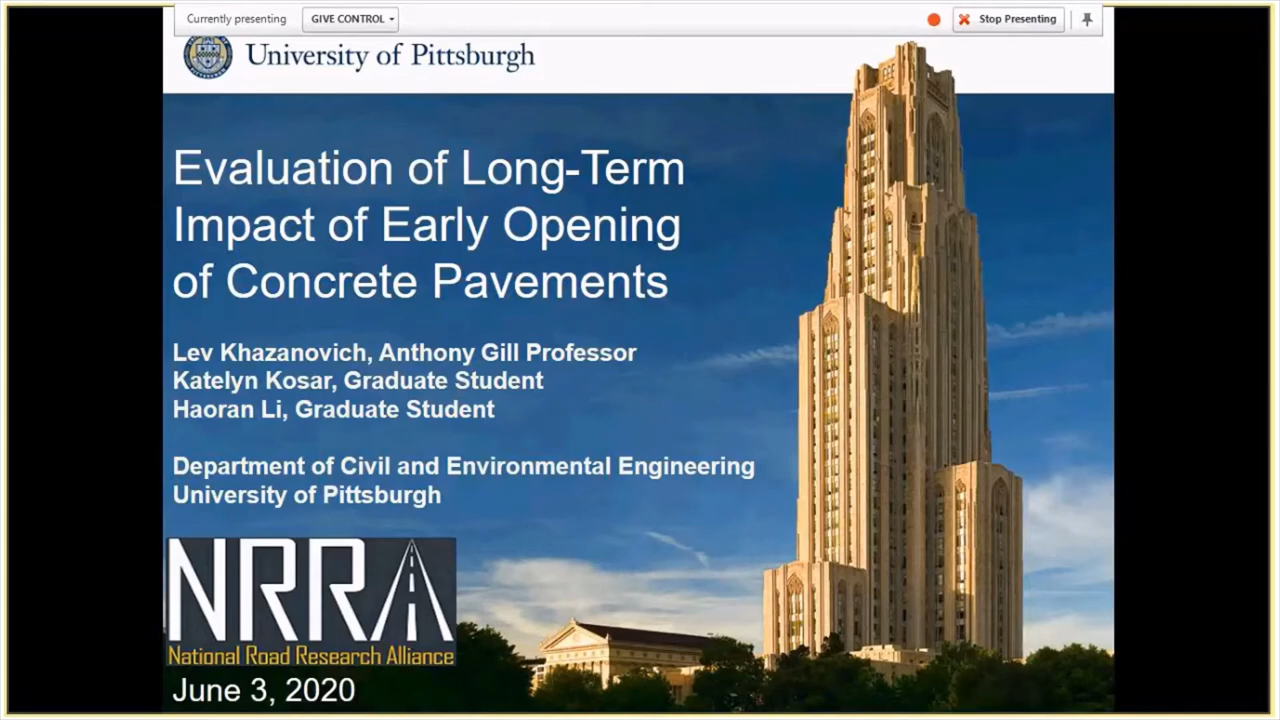 Currently presenting
GIVE CONTROL
Stop Presenting
University of Pittsburgh
Evaluation of Long-Term
Impact of Early Opening
of Concrete Pavements
Lev Khazanovich, Anthony Gill Professor
Katelyn Kosar, Graduate Student
Haoran Li, Graduate Student
Department of Civil and Environmental Engineering
University of Pittsburgh
NRRA
National Road Research Alliance
June 3, 2020